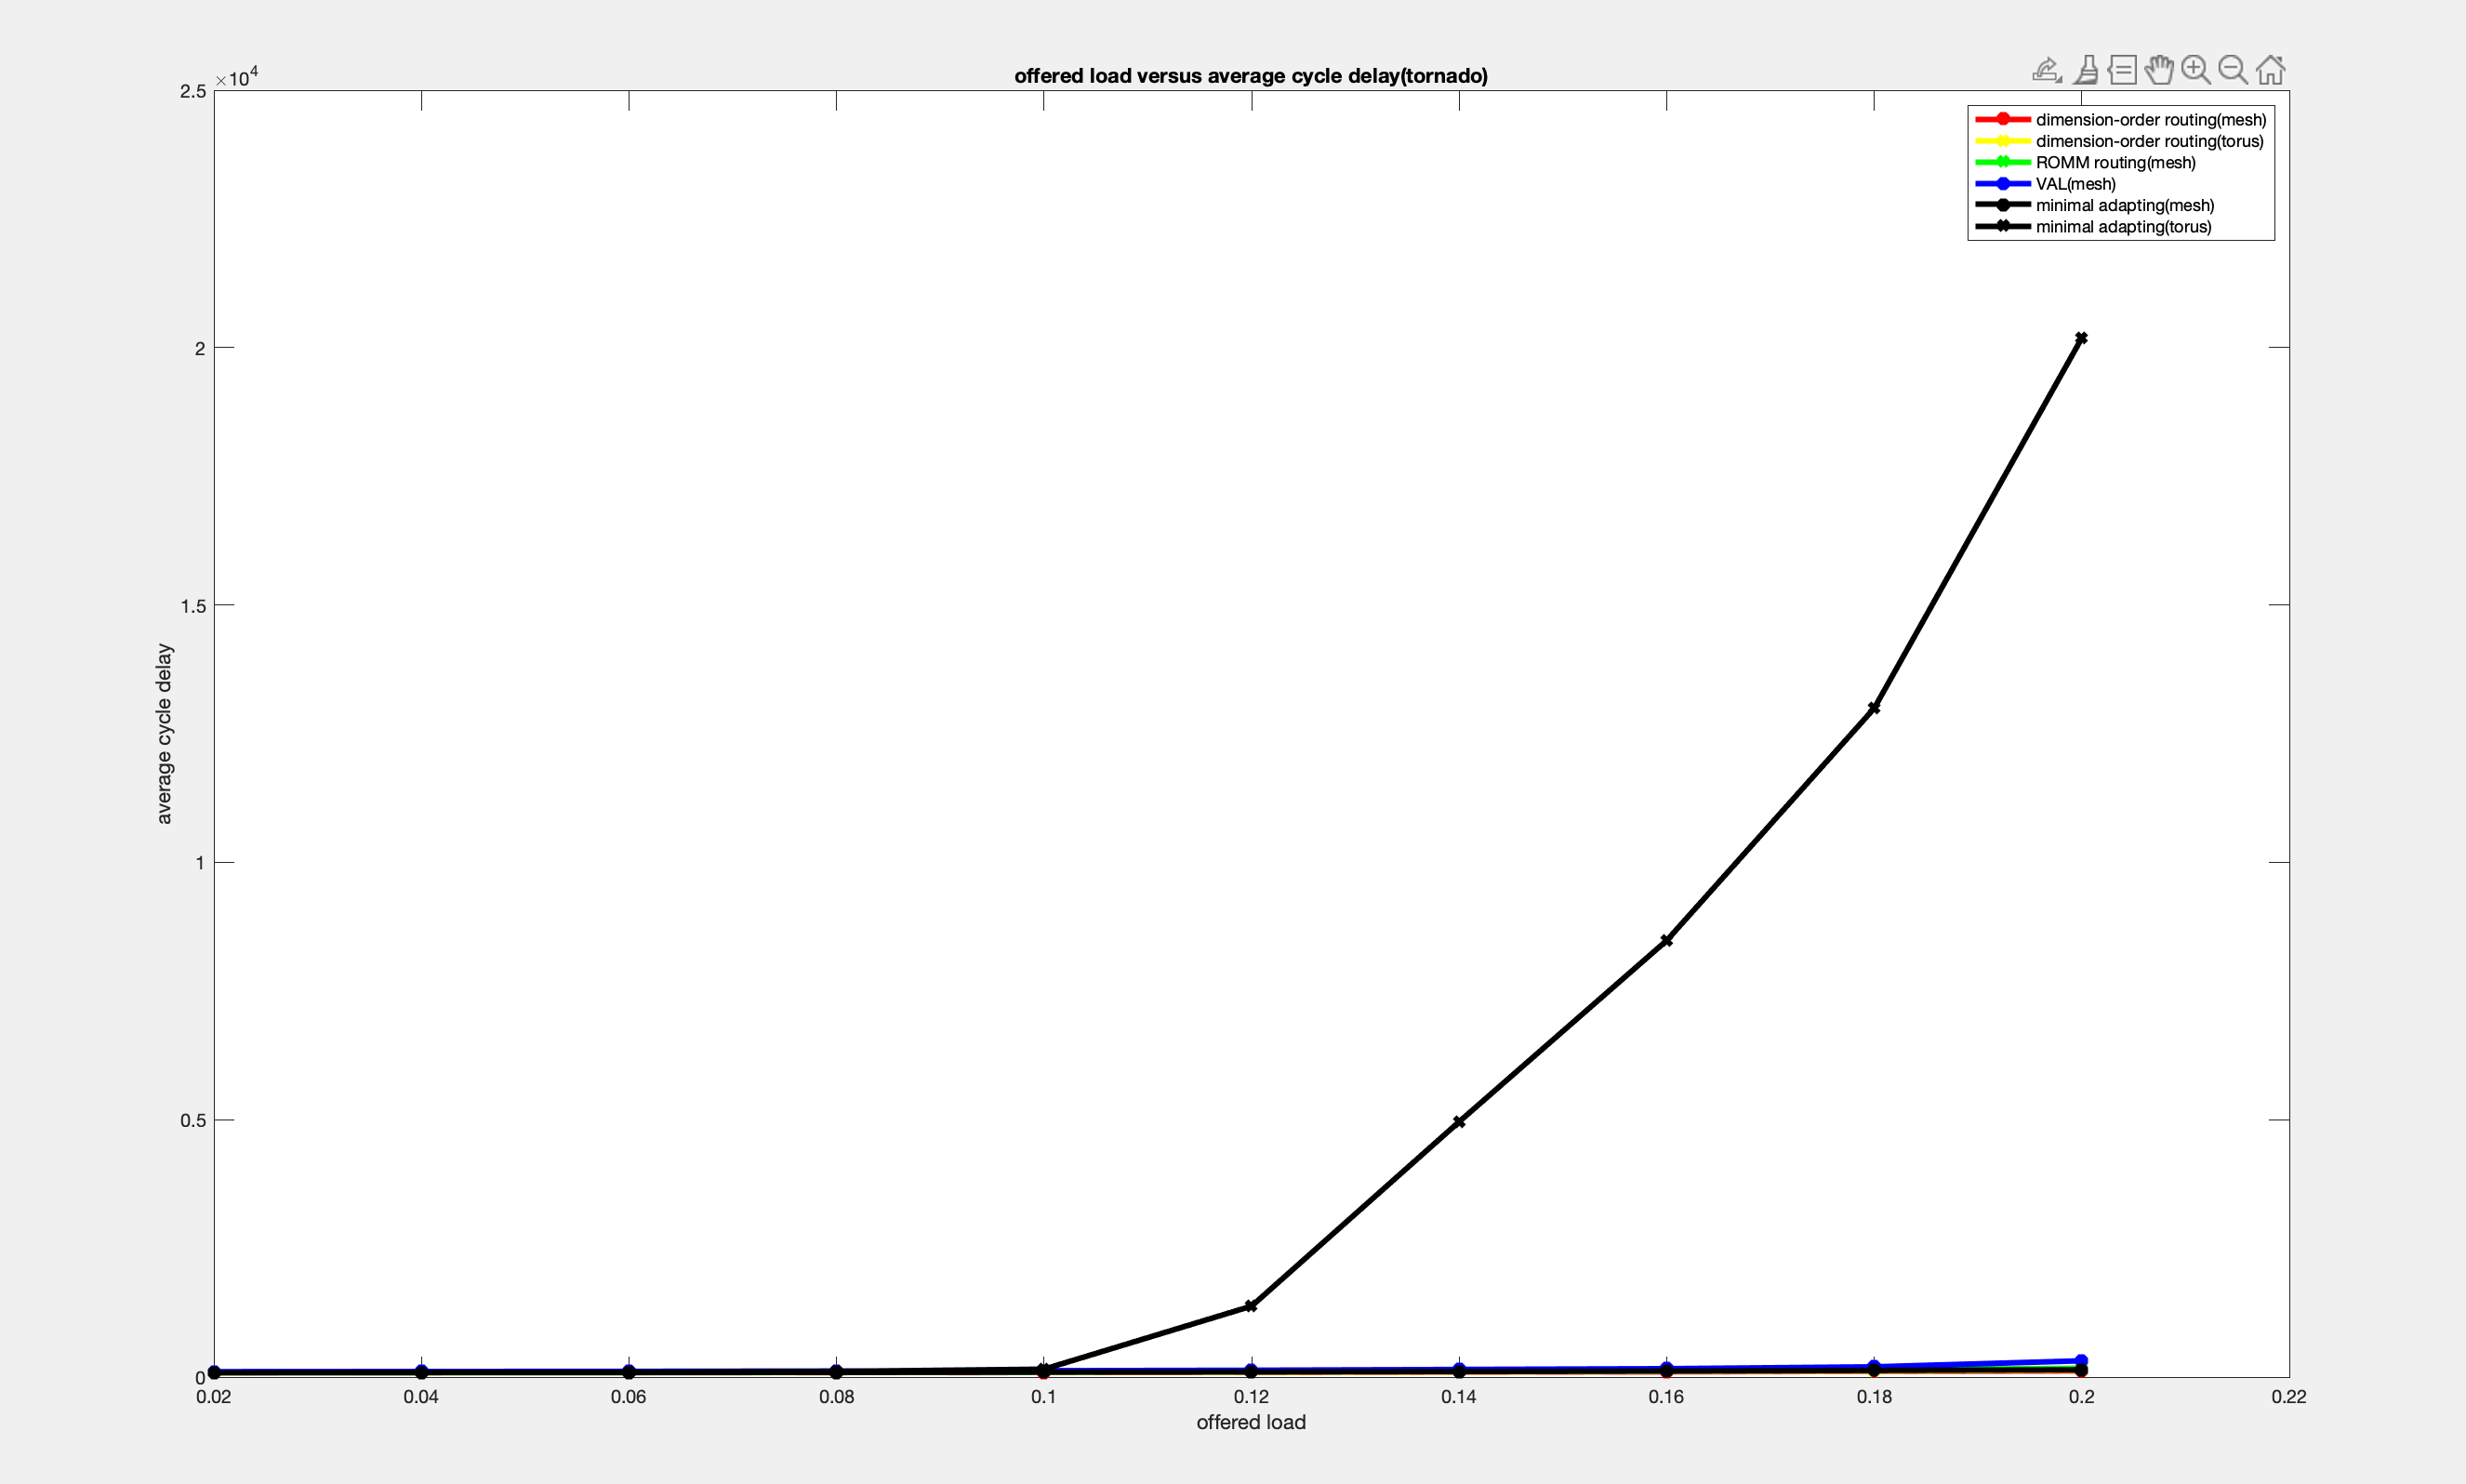 offered load versus average cycle delay(tornado)
×10^4
2.5
2
1.5
1
0.5
0
average cycle delay
dimension-order routing(mesh)
dimension-order routing(torus)
ROMM routing(mesh)
VAL(mesh)
minimal adapting(mesh)
minimal adapting(torus)
0.02 0.04 0.06 0.08 0.1 0.12 0.14 0.16 0.18 0.2 0.22
offered load